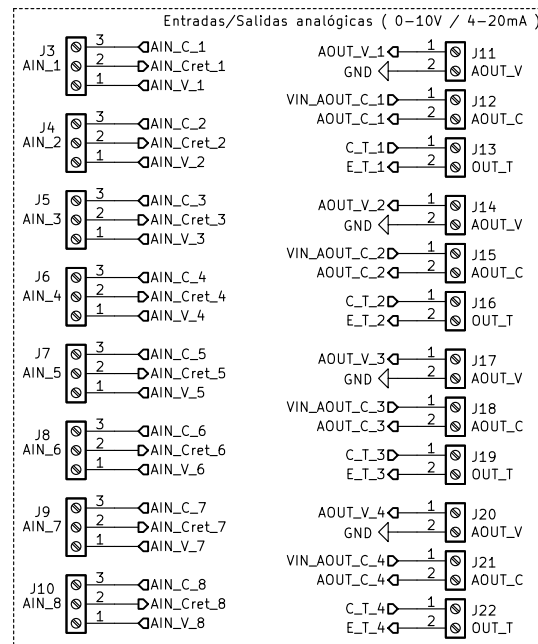 Entradas/Salidas analógicas ( 0-10V / 4-20mA )
J3
AIN_1
3 AIN_C_1
2 AIN_Cret_1
1 AIN_V_1
J4
AIN_2
3 AIN_C_2
2 AIN_Cret_2
1 AIN_V_2
J5
AIN_3
3 AIN_C_3
2 AIN_Cret_3
1 AIN_V_3
J6
AIN_4
3 AIN_C_4
2 AIN_Cret_4
1 AIN_V_4
J7
AIN_5
3 AIN_C_5
2 AIN_Cret_5
1 AIN_V_5
J8
AIN_6
3 AIN_C_6
2 AIN_Cret_6
1 AIN_V_6
J9
AIN_7
3 AIN_C_7
2 AIN_Cret_7
1 AIN_V_7
J10
AIN_8
3 AIN_C_8
2 AIN_Cret_8
1 AIN_V_8
AOUT_V_1 1
GND 2
J11
AOUT_V
VIN_AOUT_C_1 1
AOUT_C_1 2
J12
AOUT_C
C_T_1 1
E_T_1 2
J13
OUT_T
AOUT_V_2 1
GND 2
J14
AOUT_V
VIN_AOUT_C_2 1
AOUT_C_2 2
J15
AOUT_C
C_T_2 1
E_T_2 2
J16
OUT_T
AOUT_V_3 1
GND 2
J17
AOUT_V
VIN_AOUT_C_3 1
AOUT_C_3 2
J18
AOUT_C
C_T_3 1
E_T_3 2
J19
OUT_T
AOUT_V_4 1
GND 2
J20
AOUT_V
VIN_AOUT_C_4 1
AOUT_C_4 2
J21
AOUT_C
C_T_4 1
E_T_4 2
J22
OUT_T